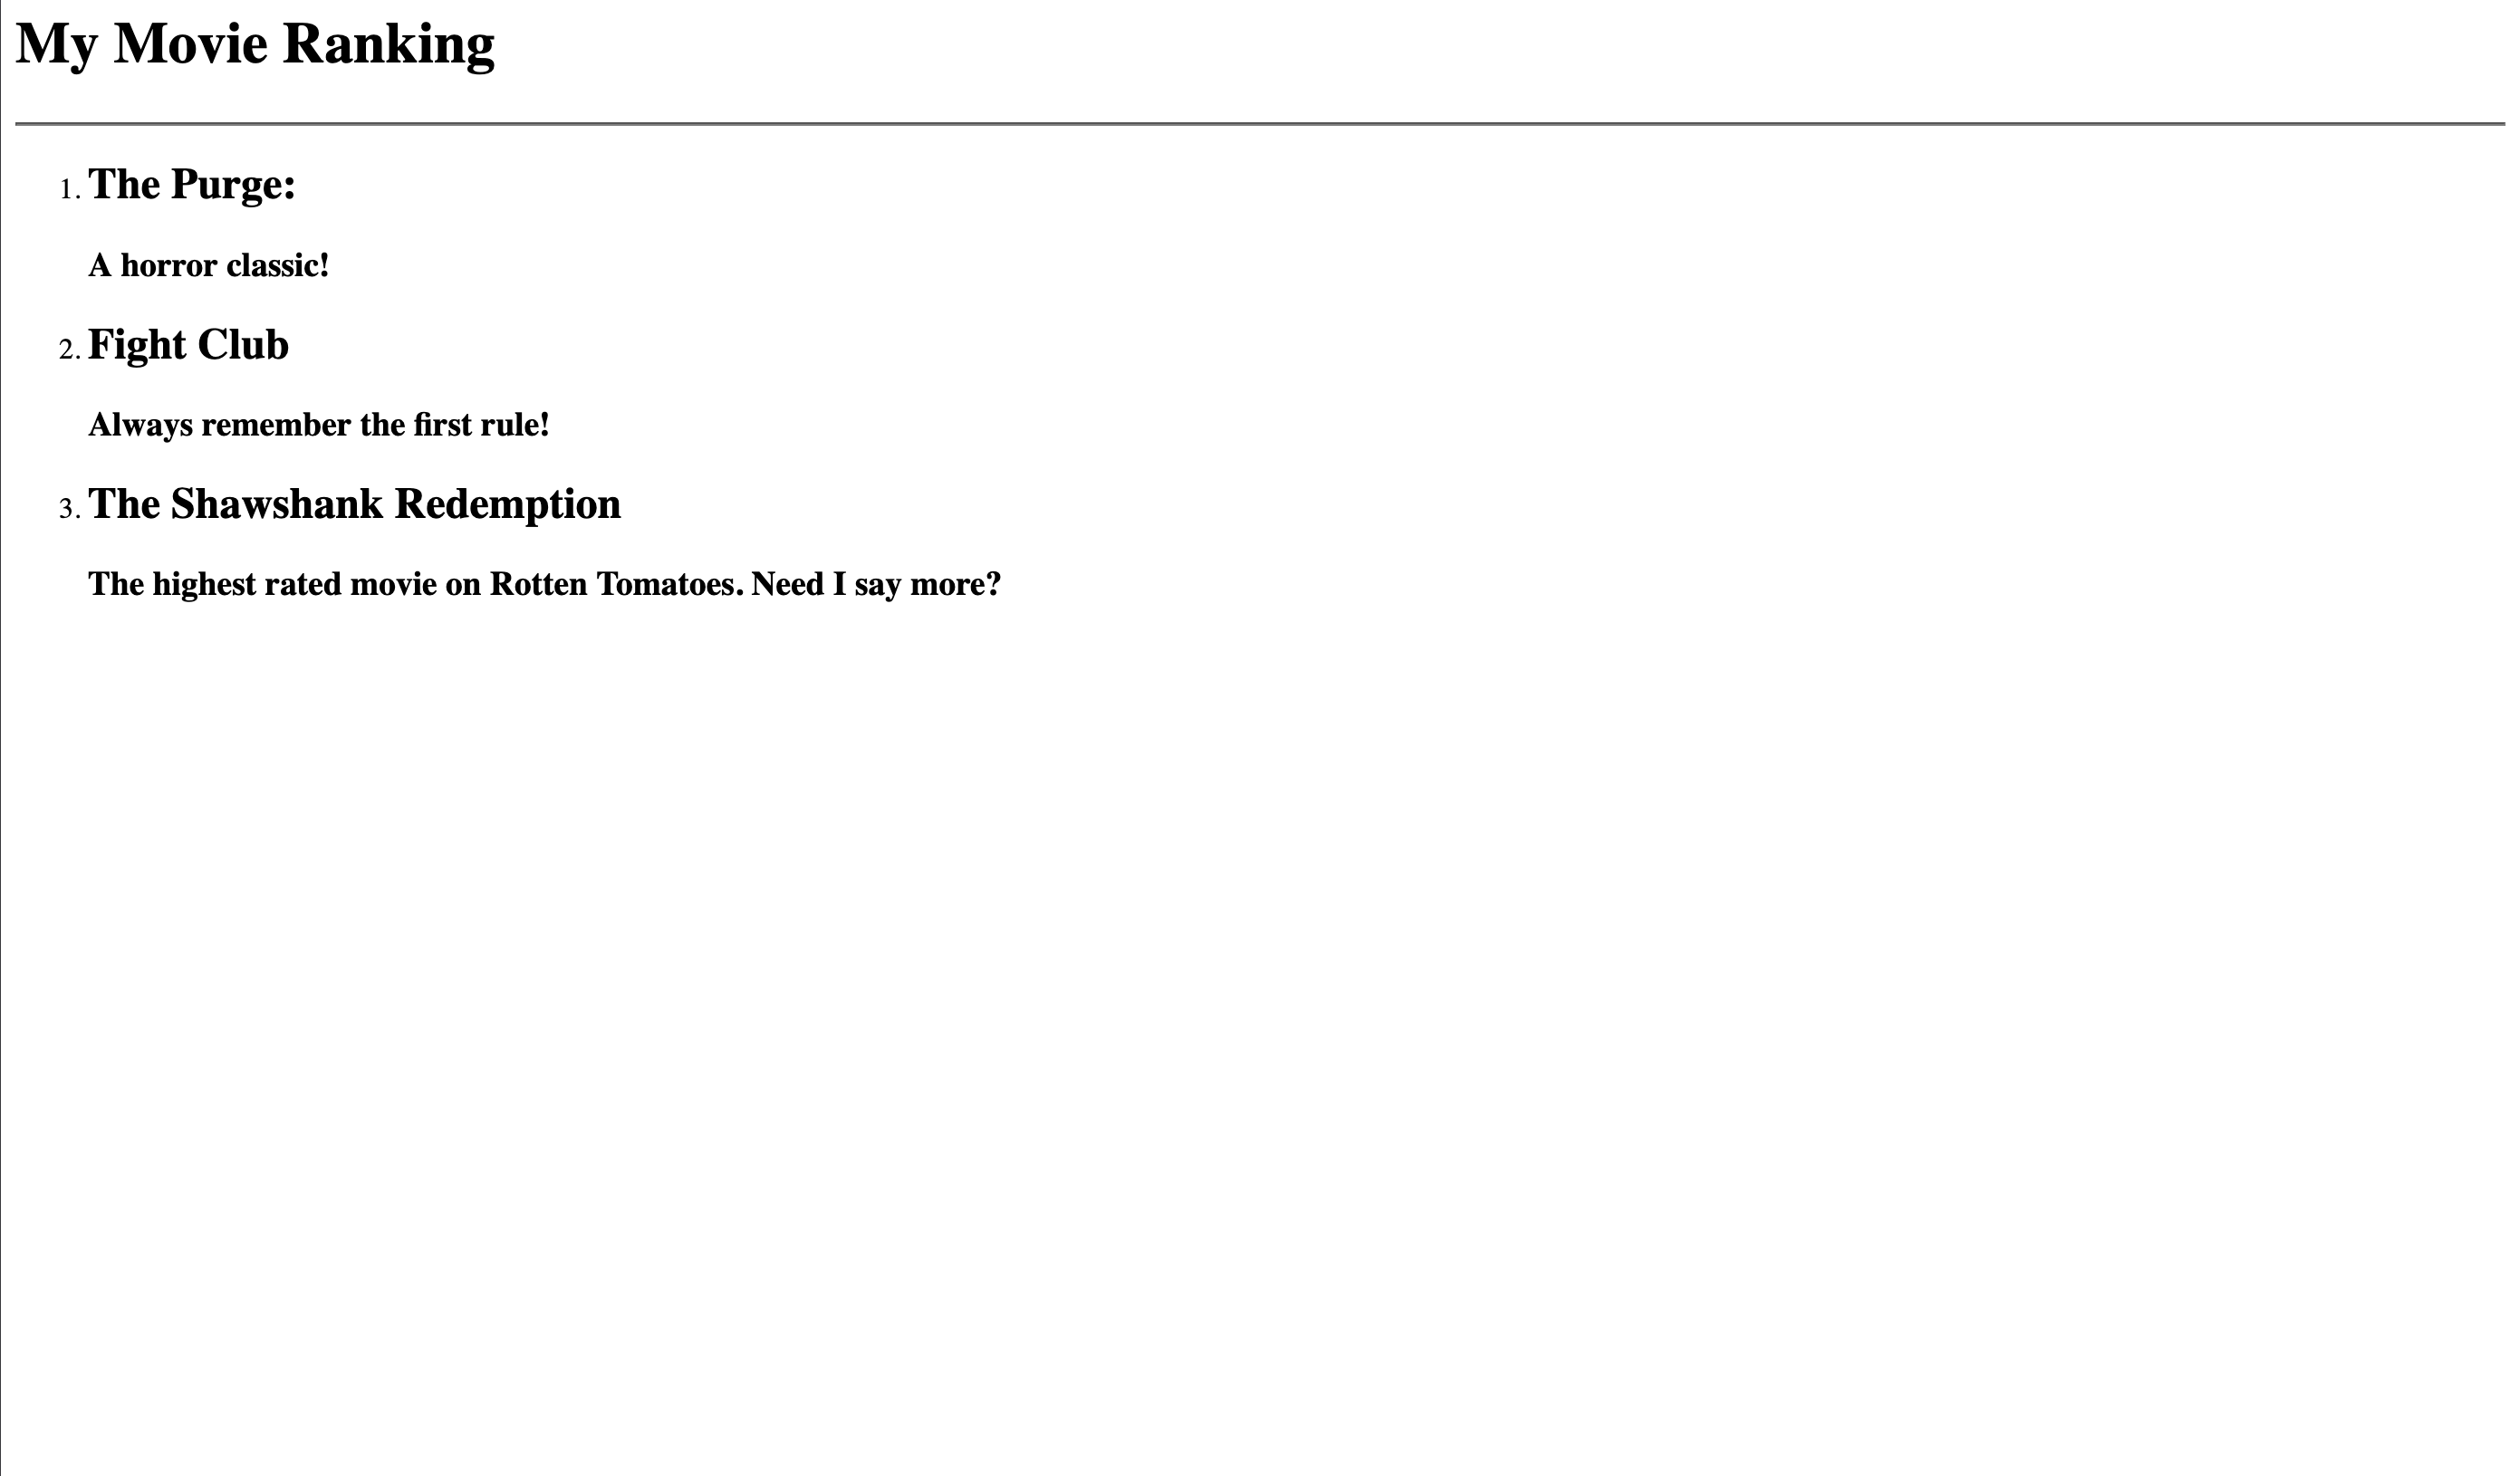 My Movie Ranking
1. The Purge:
A horror classic!
2. Fight Club
Always remember the first rule!
3. The Shawshank Redemption
The highest rated movie on Rotten Tomatoes. Need I say more?